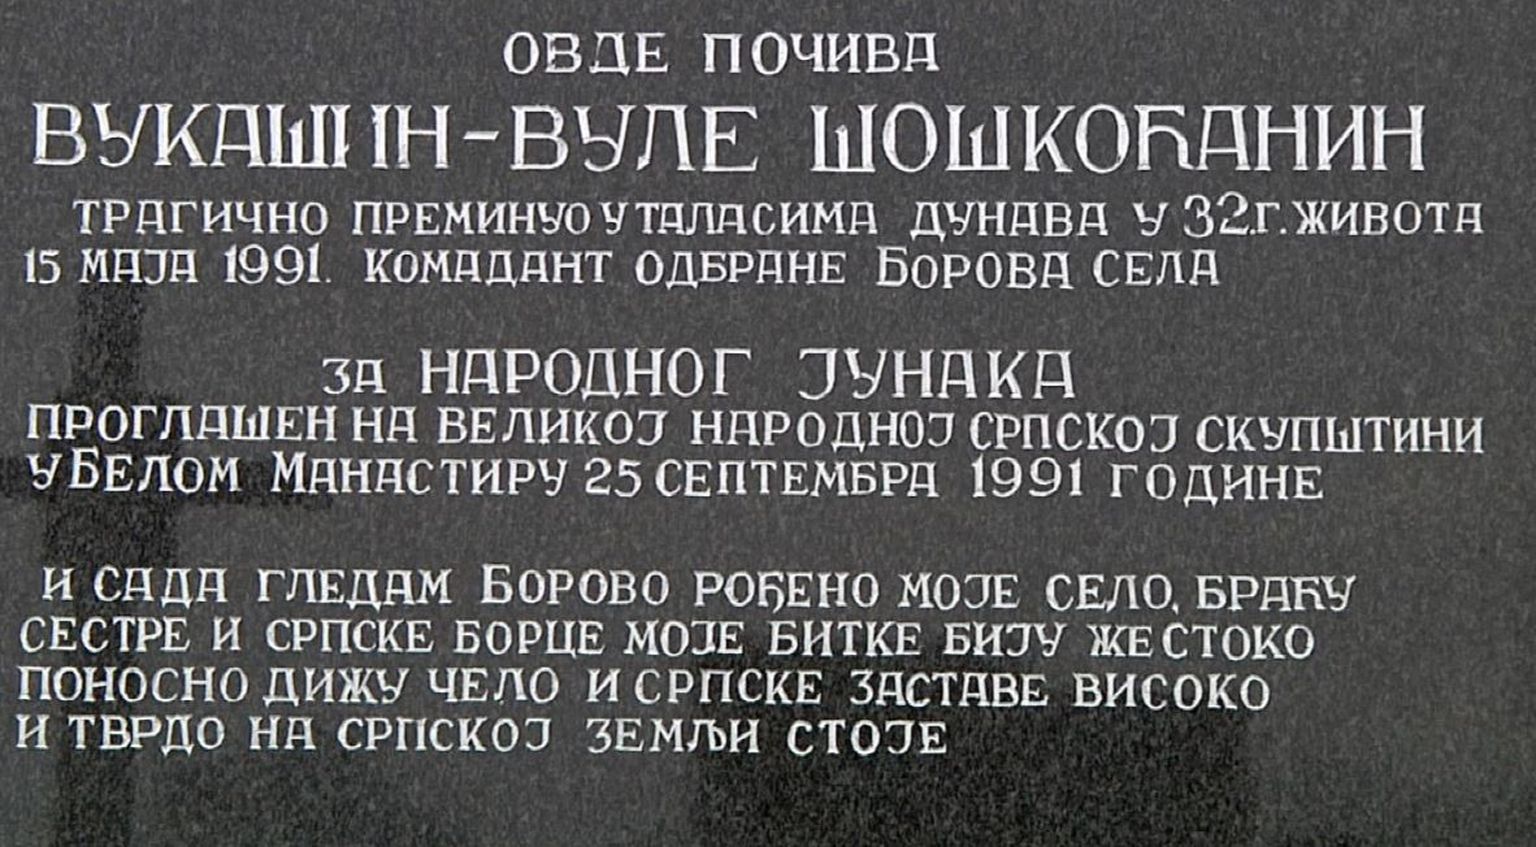 ОВДЕ ПОЧИВА
ВУКАШИН-ВУЛЕ ШОШКОЋАНИН
ТРАГИЧНО ПРЕМИНУО У ТАЛАСИМА ДУНАВА У 32.Г. ЖИВОТА
15 МАЈА 1991. КОМАДАНТ ОДБРАНЕ БОРОВА СЕЛА
ЗА НАРОДНОГ ЈУНАКА
ПРОГЛАШЕН НА ВЕЛИКОЈ НАРОДНОЈ СРПСКОЈ СКУПШТИНИ
У БЕЛОМ МАНАСТИРУ 25 СЕПТЕМБРА 1991 ГОДИНЕ
И САДА ГЛЕДАМ БОРОВО РОЂЕНО МОЈЕ СЕЛО, БРАЋУ
СЕСТРЕ И СРПСКЕ БОРЦЕ МОЈЕ БИТКЕ БИЈУ ЖЕСТОКО
ПОНОСНО ДИЖУ ЧЕЛО И СРПСКЕ ЗАСТАВЕ ВИСОКО
И ТВРДО НА СРПСКОЈ ЗЕМЉИ СТОЈЕ